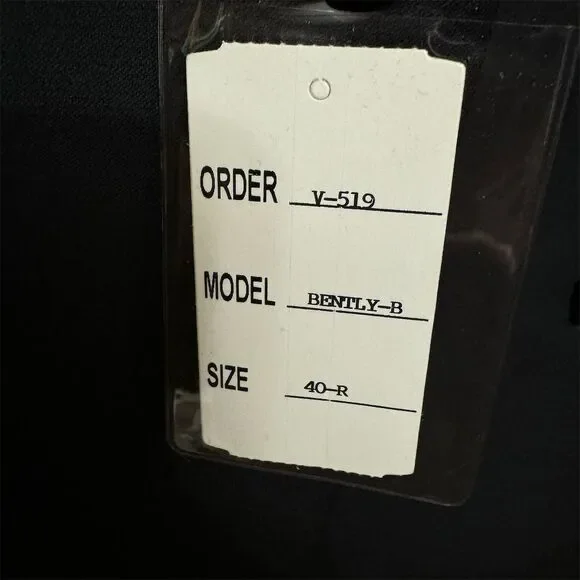 ORDER V-519
MODEL BENTLY-B
SIZE 40-R